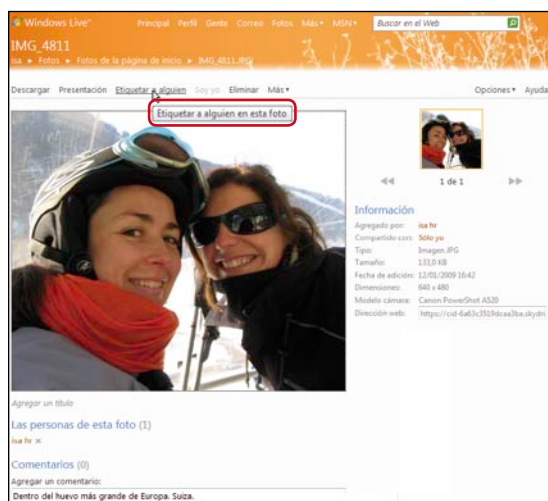 Windows Live™ Principal Perfil Gente Correo Fotos Más MSN Buscar en el Web
IMG_4811
isa ▸ Fotos ▸ Fotos de la página de inicio ▸ IMG_4811.JPG
Descargar Presentación Etiquetar a alguien Soy yo Eliminar Más Opciones Ayuda
Etiquetar a alguien en esta foto
1 de 1
Información
Agregado por: isa hr
Compartido con: Sólo yo
Tipo: Imagen JPG
Tamaño: 133,0 KB
Fecha de adición: 12/01/2009 16:42
Dimensiones: 640 x 480
Modelo cámara: Canon PowerShot A520
Dirección web: https://cid-6a63c3519dcaa3ba.skydri
Agregar un título
Las personas de esta foto (1)
isa hr ×
Comentarios (0)
Agregar un comentario:
Dentro del huevo más grande de Europa. Suiza.